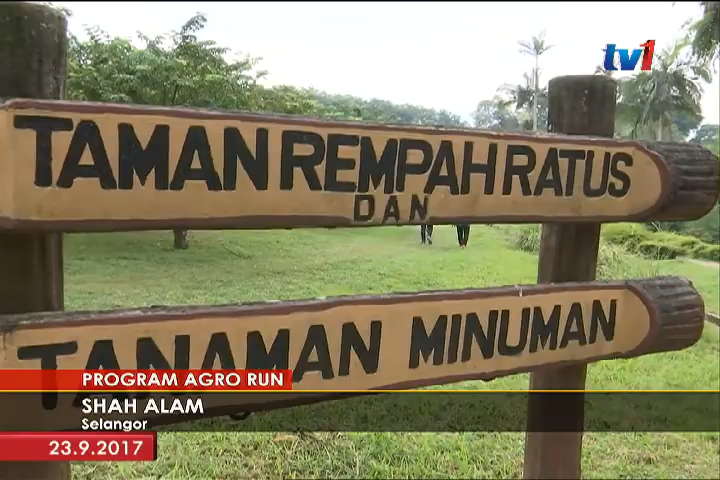 tv1
TAMAN REMPAH RATUS
DAN
TANAMAN MINUMAN
PROGRAM AGRO RUN
SHAH ALAM
Selangor
23.9.2017